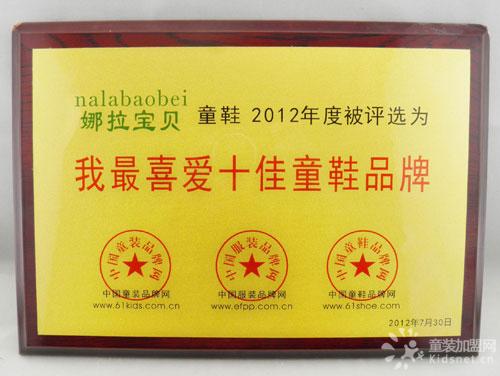 nalabaobei
娜拉宝贝 童鞋 2012年度被评选为
我最喜爱十佳童鞋品牌
中国童装品牌网
中国服装品牌网
中国童鞋品牌网
中国童装品牌网
中国服装品牌网
中国童鞋品牌网
www.61kids.com.cn
www.efpp.com.cn
www.61shoe.com
2012年7月30日
童装加盟网
Kidsnet.cn